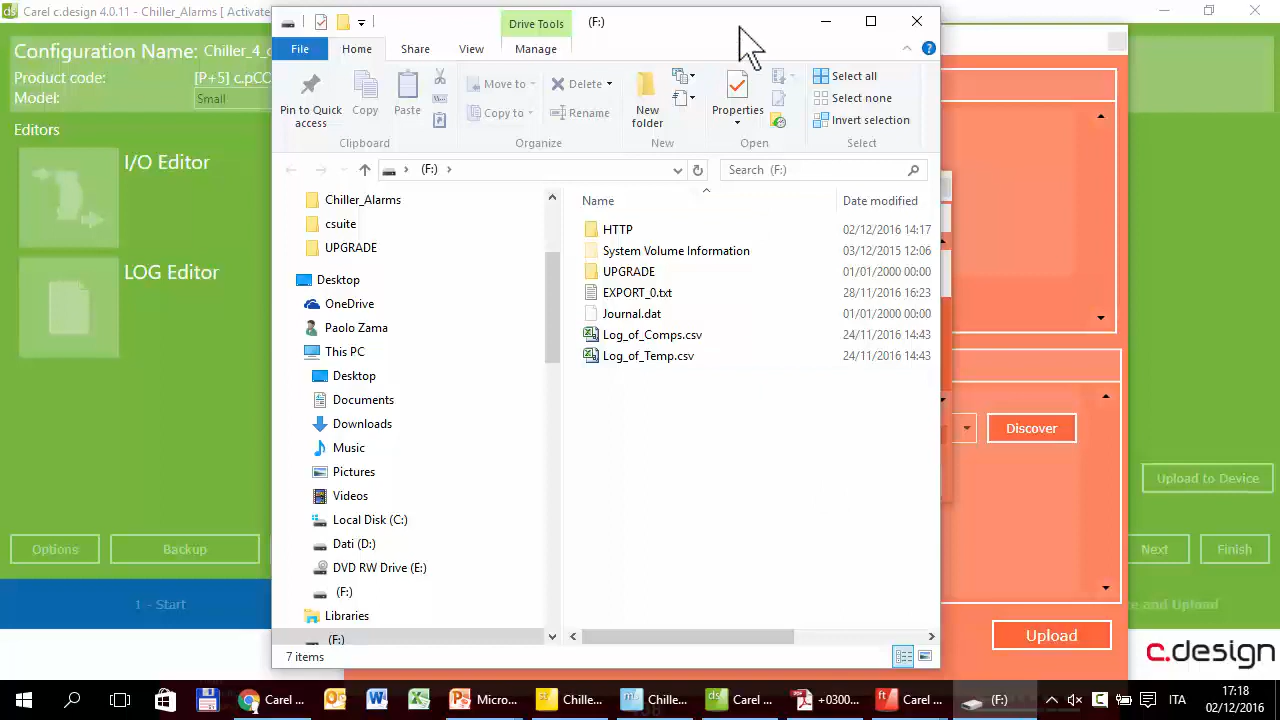 Carel c.design 4.0.11 - Chiller_Alarms [ Activate
Drive Tools
(F:)
Configuration Name: Chiller_4_c
Product code: [P+5] c.pCO
Model: Small
File
Home
Share
View
Manage
Pin to Quick access
Copy
Paste
Clipboard
Move to
Copy to
Delete
Rename
Organize
New folder
New
Properties
Open
Select all
Select none
Invert selection
Select
(F:)
Search (F:)
Editors
I/O Editor
LOG Editor
Chiller_Alarms
csuite
UPGRADE
Desktop
OneDrive
Paolo Zama
This PC
Desktop
Documents
Downloads
Music
Pictures
Videos
Local Disk (C:)
Dati (D:)
DVD RW Drive (E:)
(F:)
Libraries
(F:)
Name Date modified
HTTP 02/12/2016 14:17
System Volume Information 03/12/2015 12:06
UPGRADE 01/01/2000 00:00
EXPORT_0.txt 28/11/2016 16:23
Journal.dat 01/01/2000 00:00
Log_of_Comps.csv 24/11/2016 14:43
Log_of_Temp.csv 24/11/2016 14:43
7 items
Discover
Upload to Device
Options
Backup
Next
Finish
1 - Start
e and Upload
Upload
c.design
Carel ...
Micro...
Chille...
Chille...
Carel ...
+0300...
Carel ...
(F:)
ITA
17:18
02/12/2016